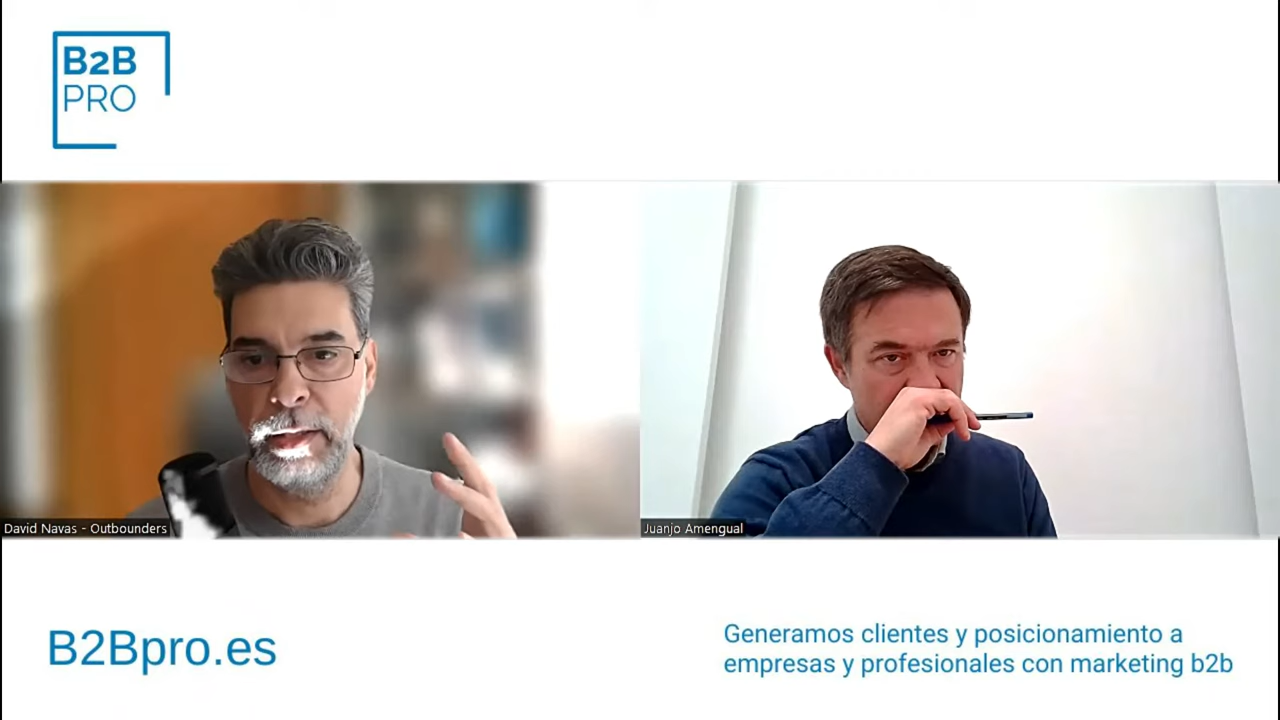 B2B
PRO
David Navas - Outbounders
Juanjo Amengual
B2Bpro.es
Generamos clientes y posicionamiento a
empresas y profesionales con marketing b2b